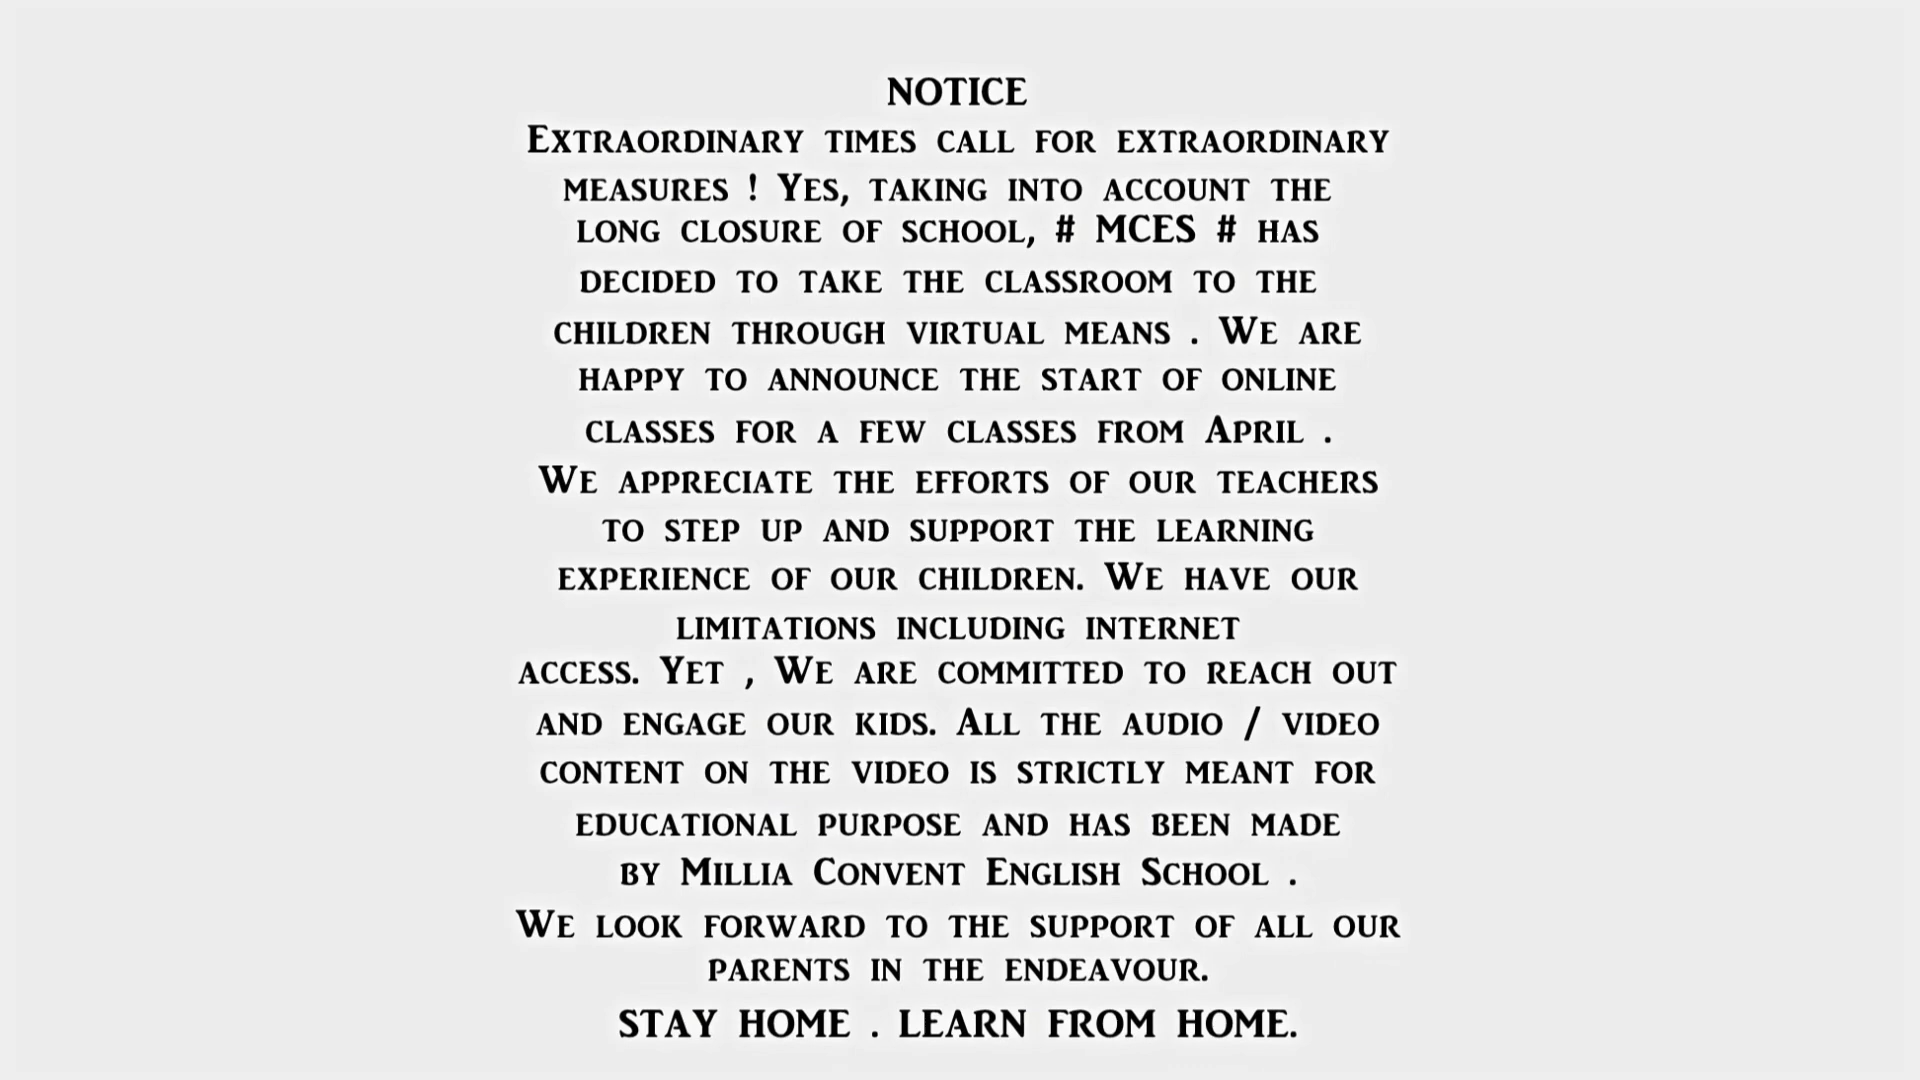 NOTICE
Extraordinary times call for extraordinary
measures ! Yes, taking into account the
long closure of school, # MCES # has
decided to take the classroom to the
children through virtual means . We are
happy to announce the start of online
classes for a few classes from April .
We appreciate the efforts of our teachers
to step up and support the learning
experience of our children. We have our
limitations including internet
access. Yet , We are committed to reach out
and engage our kids. All the audio / video
content on the video is strictly meant for
educational purpose and has been made
by Millia Convent English School .
We look forward to the support of all our
parents in the endeavour.
STAY HOME . LEARN FROM HOME.